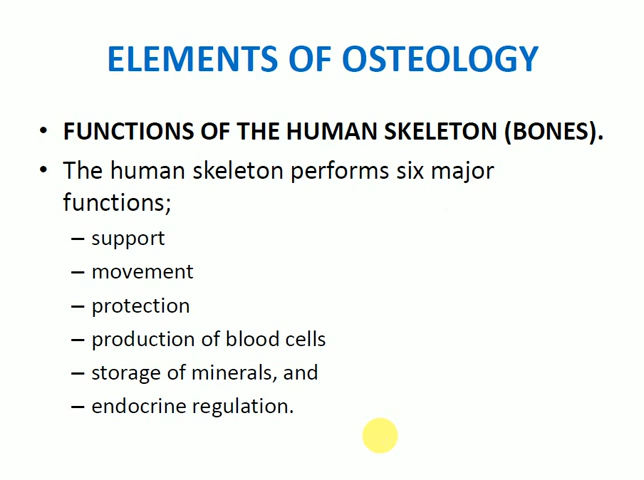 ELEMENTS OF OSTEOLOGY
• FUNCTIONS OF THE HUMAN SKELETON (BONES).
• The human skeleton performs six major
functions;
– support
– movement
– protection
– production of blood cells
– storage of minerals, and
– endocrine regulation.